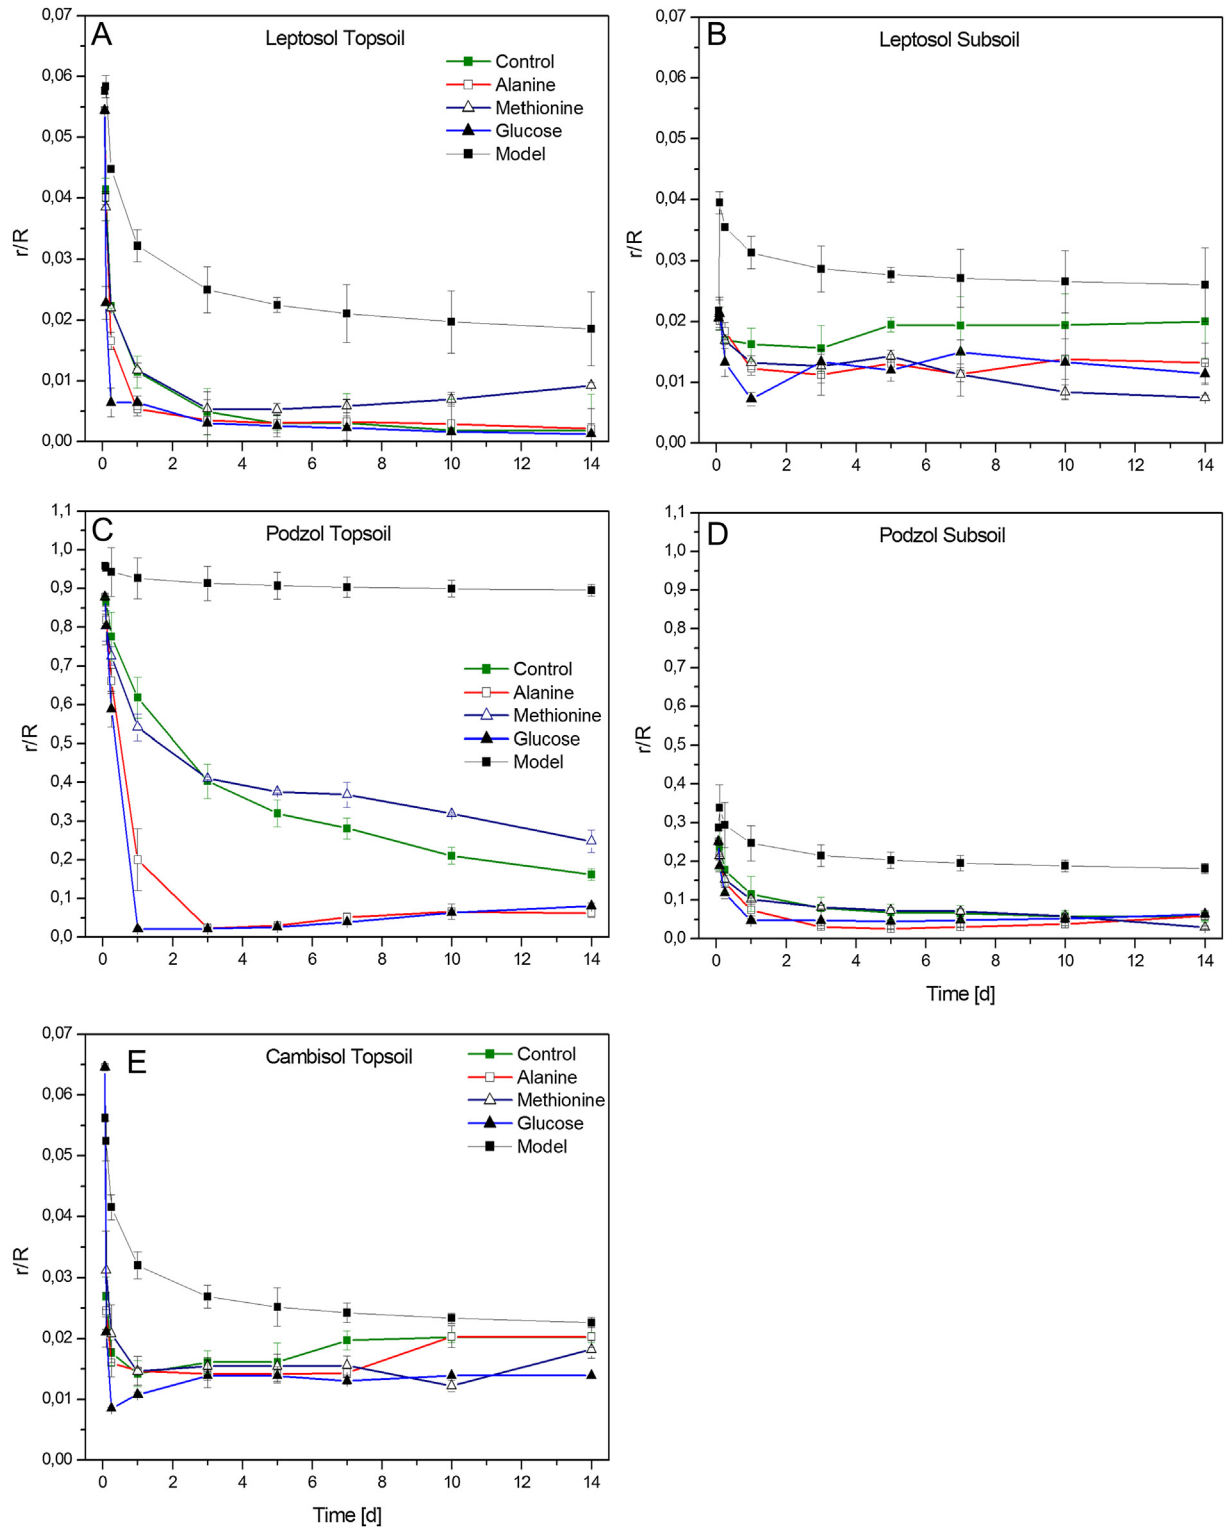 A
Leptosol Topsoil
Control
Alanine
Methionine
Glucose
Model
r/R
0,07
0,06
0,05
0,04
0,03
0,02
0,01
0,00
0 2 4 6 8 10 12 14
B
Leptosol Subsoil
r/R
0,07
0,06
0,05
0,04
0,03
0,02
0,01
0,00
0 2 4 6 8 10 12 14
C
Podzol Topsoil
Control
Alanine
Methionine
Glucose
Model
r/R
1,1
1,0
0,9
0,8
0,7
0,6
0,5
0,4
0,3
0,2
0,1
0,0
0 2 4 6 8 10 12 14
D
Podzol Subsoil
r/R
1,1
1,0
0,9
0,8
0,7
0,6
0,5
0,4
0,3
0,2
0,1
0,0
0 2 4 6 8 10 12 14
Time [d]
E
Cambisol Topsoil
Control
Alanine
Methionine
Glucose
Model
r/R
0,07
0,06
0,05
0,04
0,03
0,02
0,01
0,00
0 2 4 6 8 10 12 14
Time [d]